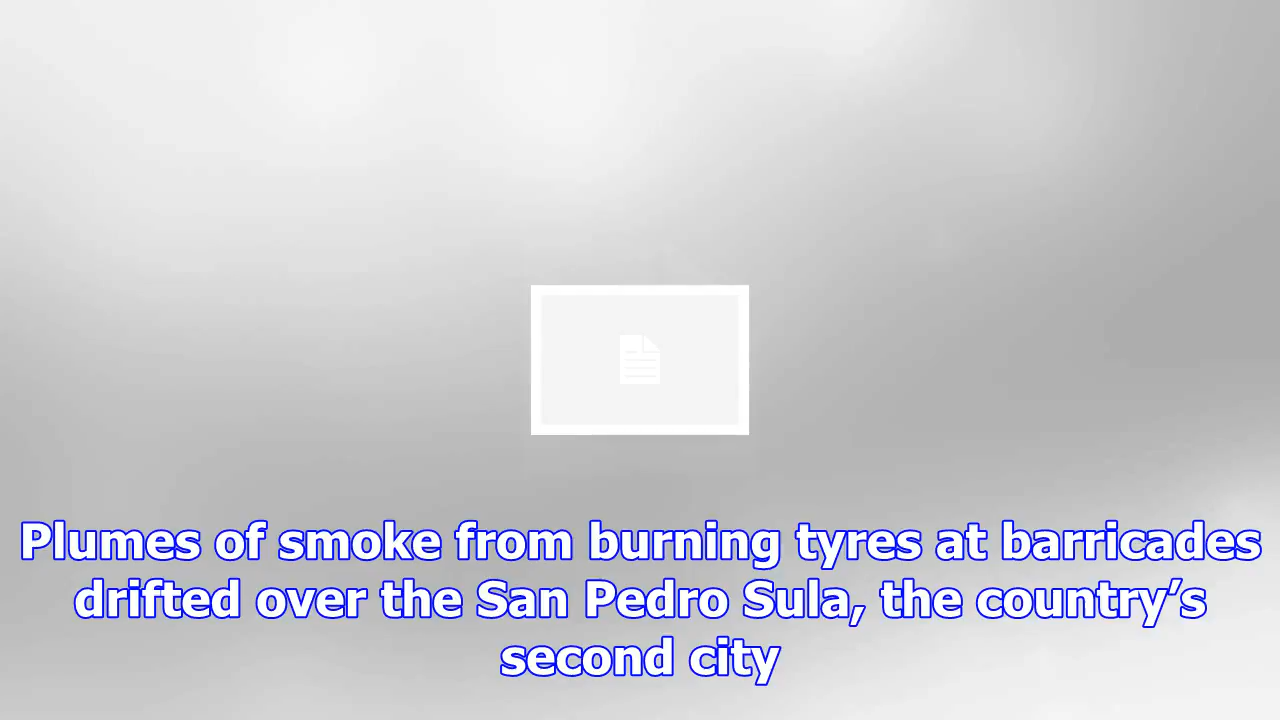 Plumes of smoke from burning tyres at barricades
drifted over the San Pedro Sula, the country’s
second city